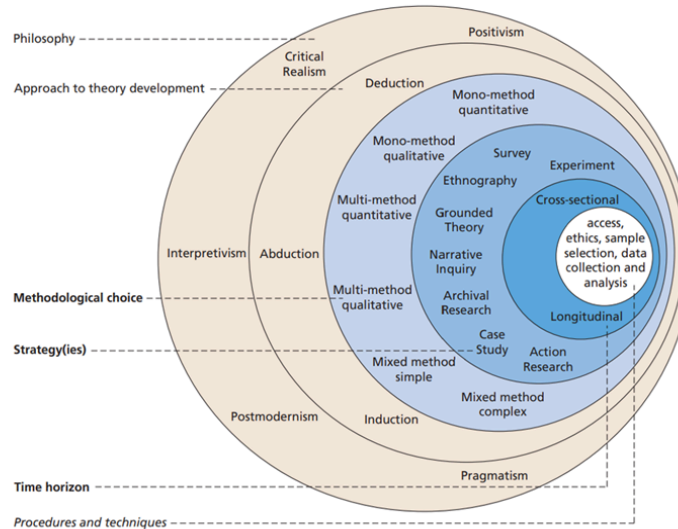 Philosophy
Positivism
Critical
Realism
Approach to theory development
Deduction
Mono-method
quantitative
Mono-method
qualitative
Survey
Experiment
Ethnography
Multi-method
quantitative
Cross-sectional
Grounded
Theory
access,
ethics, sample
selection, data
collection and
analysis
Interpretivism
Abduction
Narrative
Inquiry
Multi-method
qualitative
Archival
Research
Methodological choice
Longitudinal
Case
Study
Strategy(ies)
Action
Research
Mixed method
simple
Mixed method
complex
Postmodernism
Induction
Pragmatism
Time horizon
Procedures and techniques